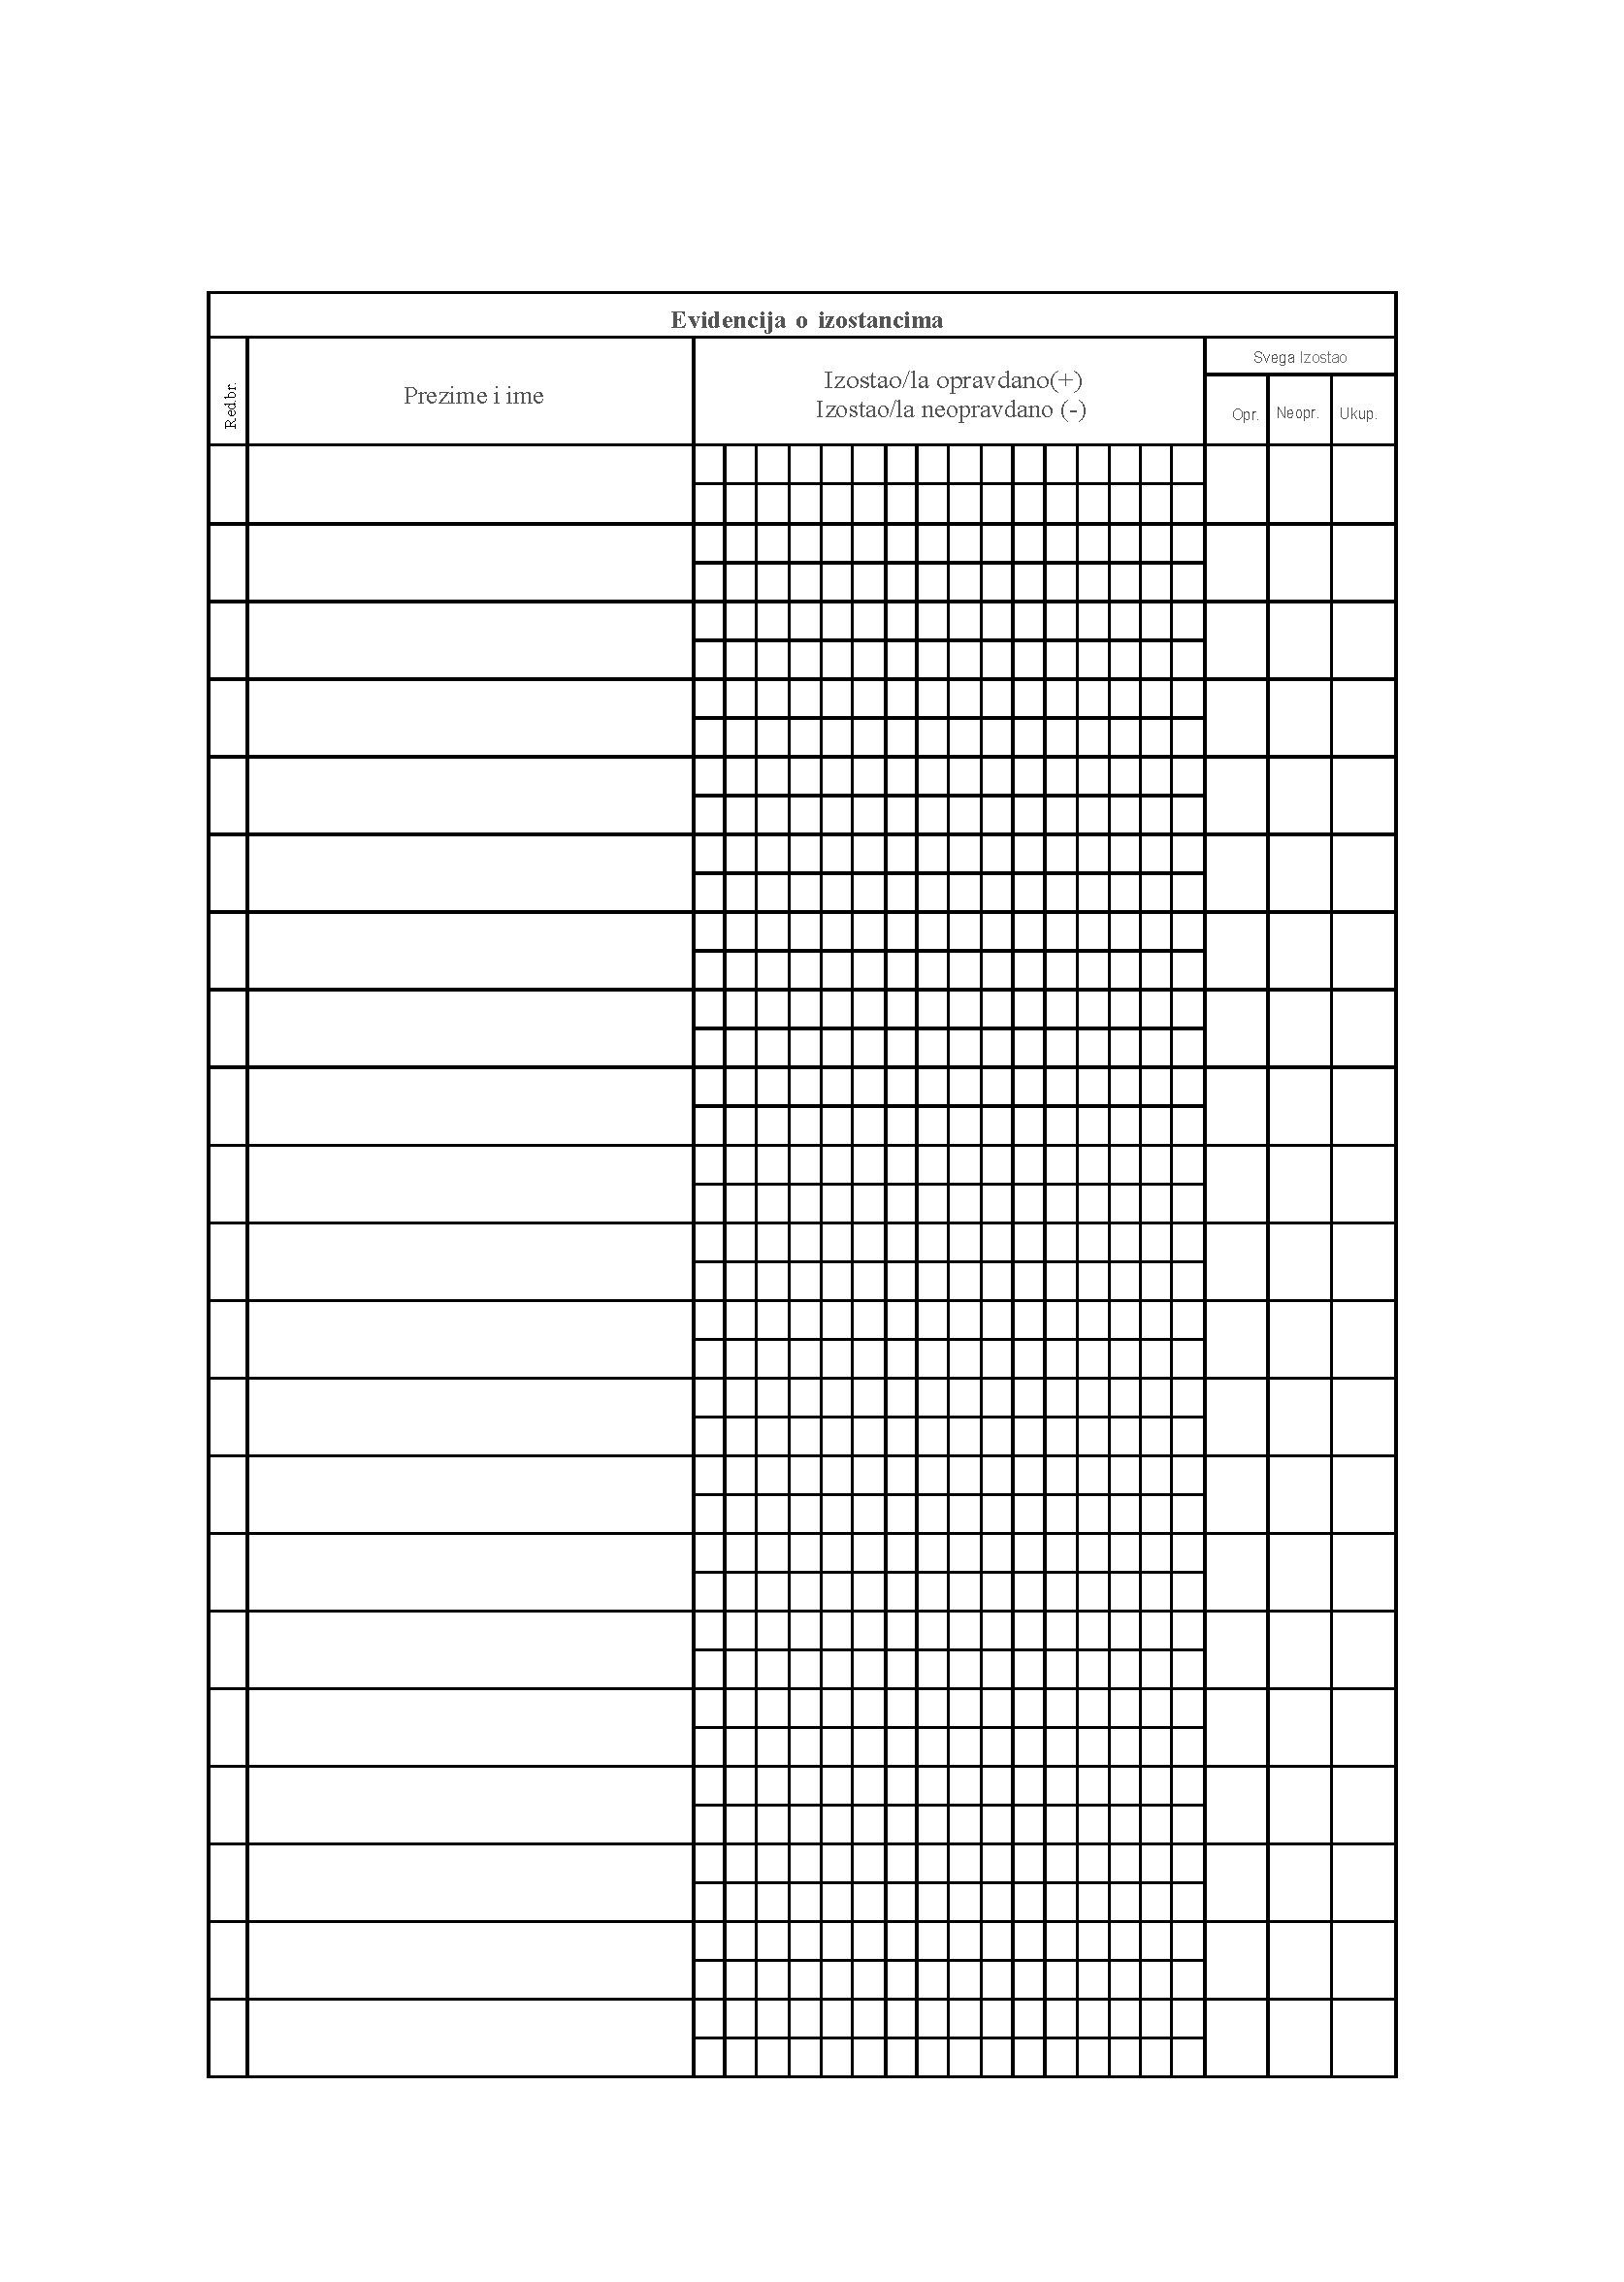 Evidencija o izostancima
Red.br.
Prezime i ime
Izostao/la opravdano(+)
Izostao/la neopravdano (-)
Svega Izostao
Opr.
Neopr.
Ukup.